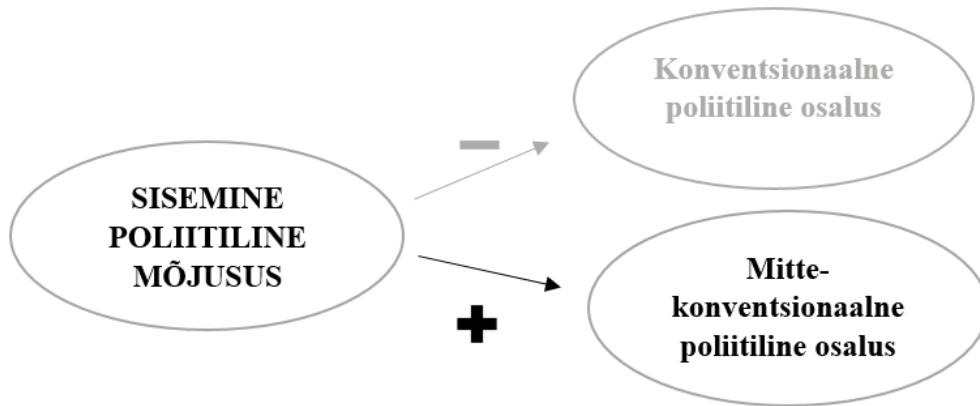 Konventsionaalne
poliitiline osalus
SISEMINE
POLIITILINE
MÕJUSUS
Mitte-
konventsionaalne
poliitiline osalus